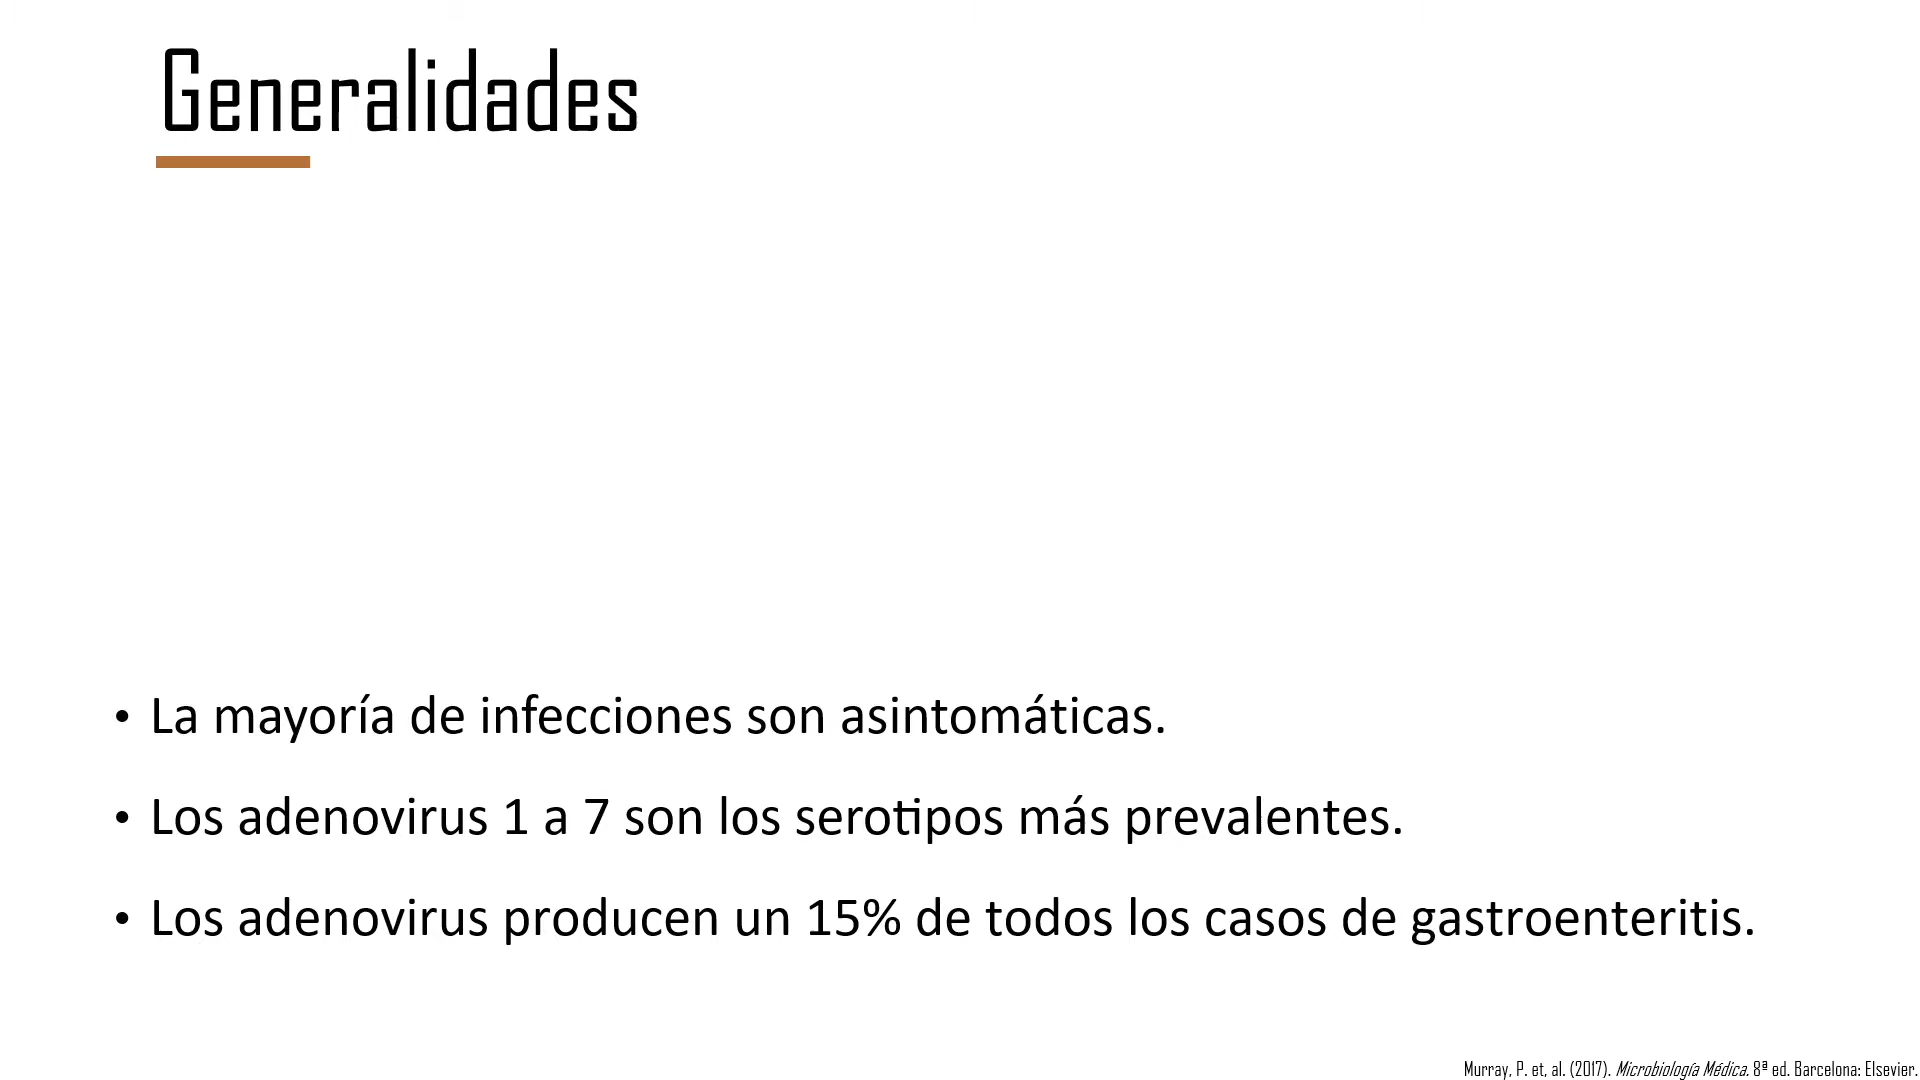 Generalidades
• La mayoría de infecciones son asintomáticas.
• Los adenovirus 1 a 7 son los serotipos más prevalentes.
• Los adenovirus producen un 15% de todos los casos de gastroenteritis.
Murray, P. et, al. (2017). Microbiología Médica. 8ª ed. Barcelona: Elsevier.